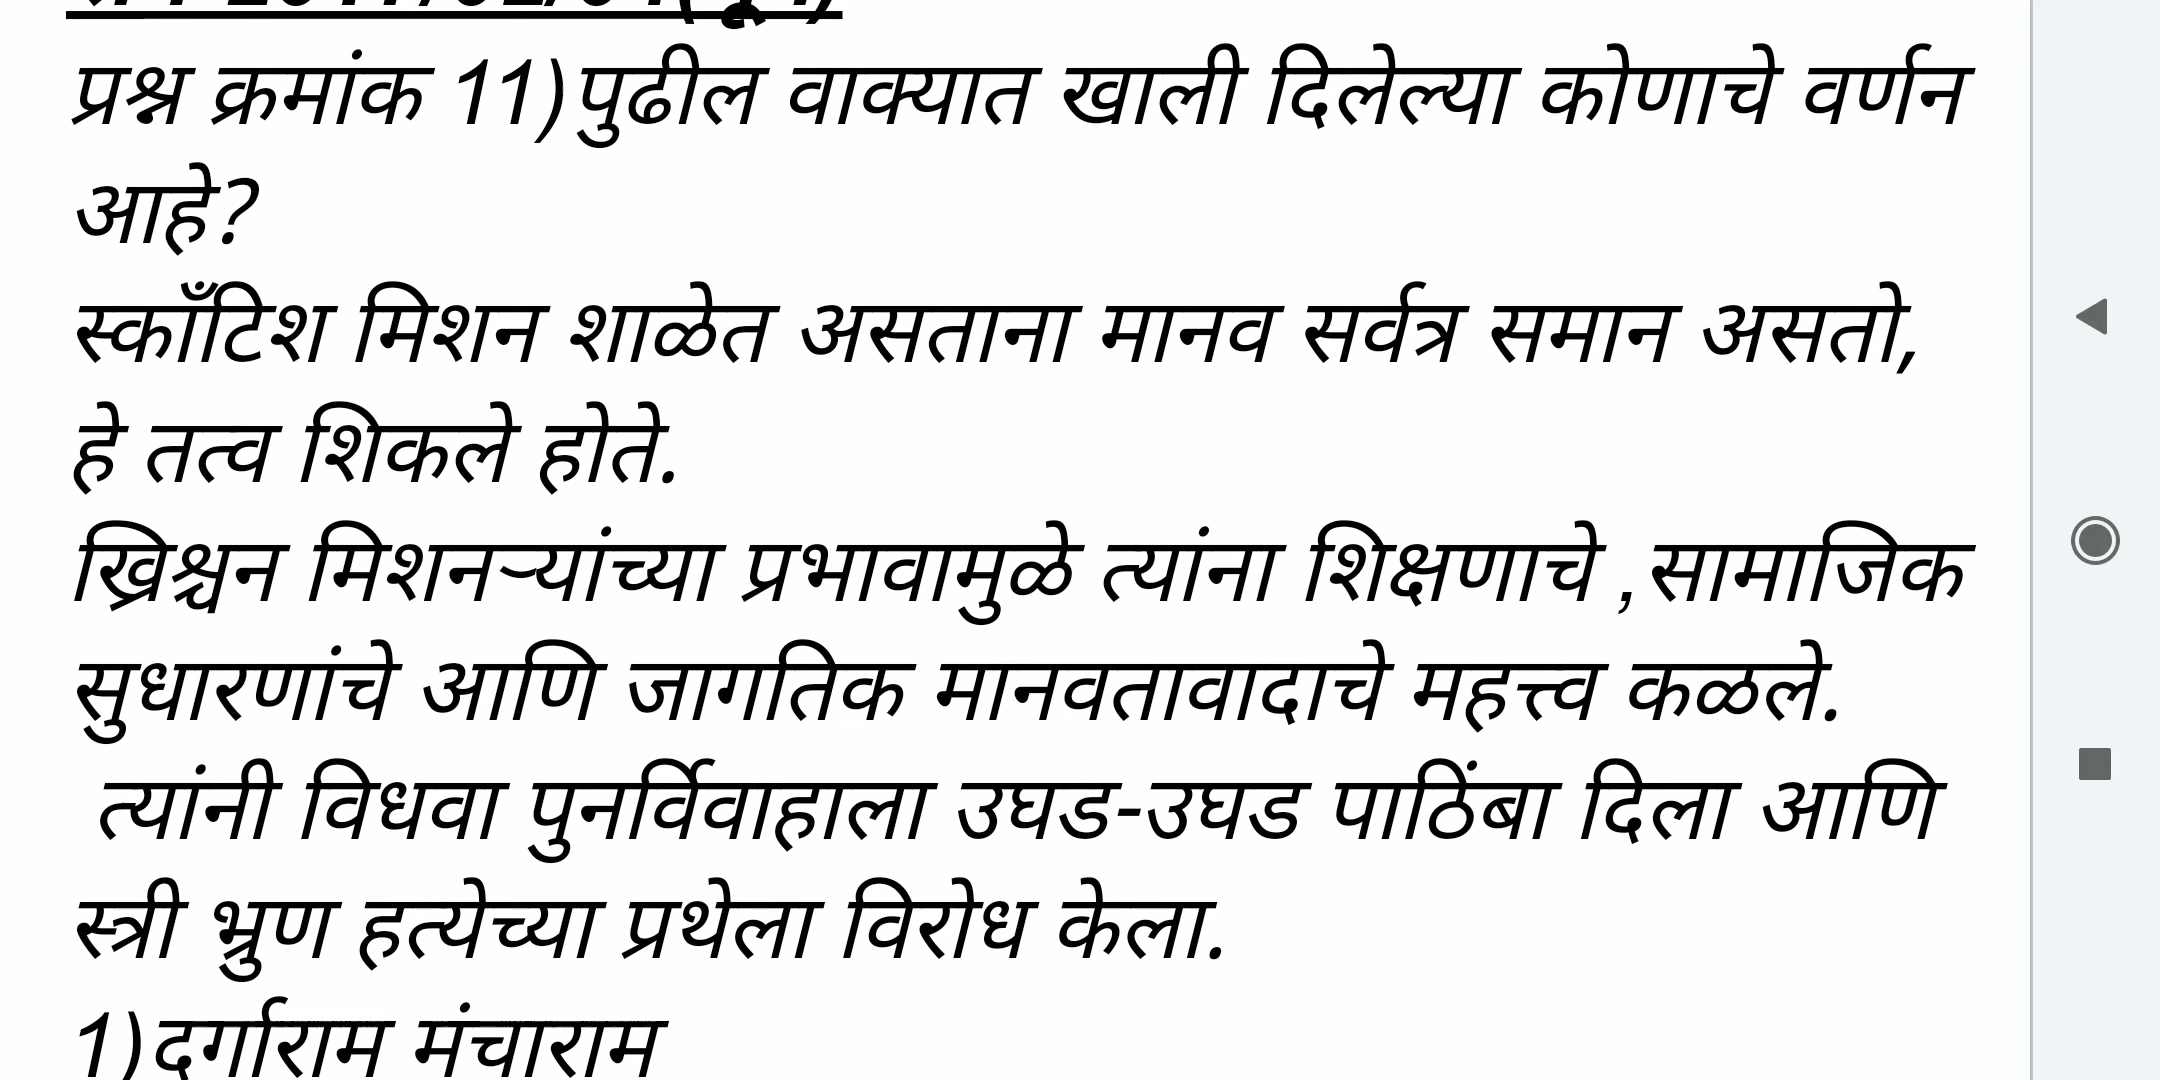 प्रश्न क्रमांक 11)पुढील वाक्यात खाली दिलेल्या कोणाचे वर्णन
आहे?
स्कॉंटिश मिशन शाळेत असताना मानव सर्वत्र समान असतो,
हे तत्व शिकले होते.
ख्रिश्चन मिशनऱ्यांच्या प्रभावामुळे त्यांना शिक्षणाचे ,सामाजिक
सुधारणांचे आणि जागतिक मानवतावादाचे महत्त्व कळले.
त्यांनी विधवा पुनर्विवाहाला उघड-उघड पाठिंबा दिला आणि
स्त्री भ्रुण हत्येच्या प्रथेला विरोध केला.
1)दर्गाराम मंचाराम